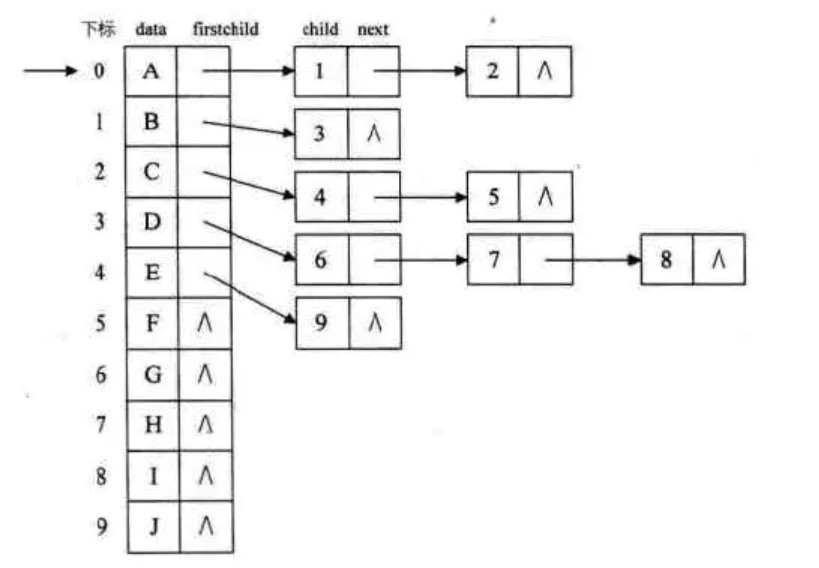 下标 data firstchild child next
0 A 1 2 Λ
1 B 3 Λ
2 C 4 5 Λ
3 D 6 7 8 Λ
4 E 9 Λ
5 F Λ
6 G Λ
7 H Λ
8 I Λ
9 J Λ